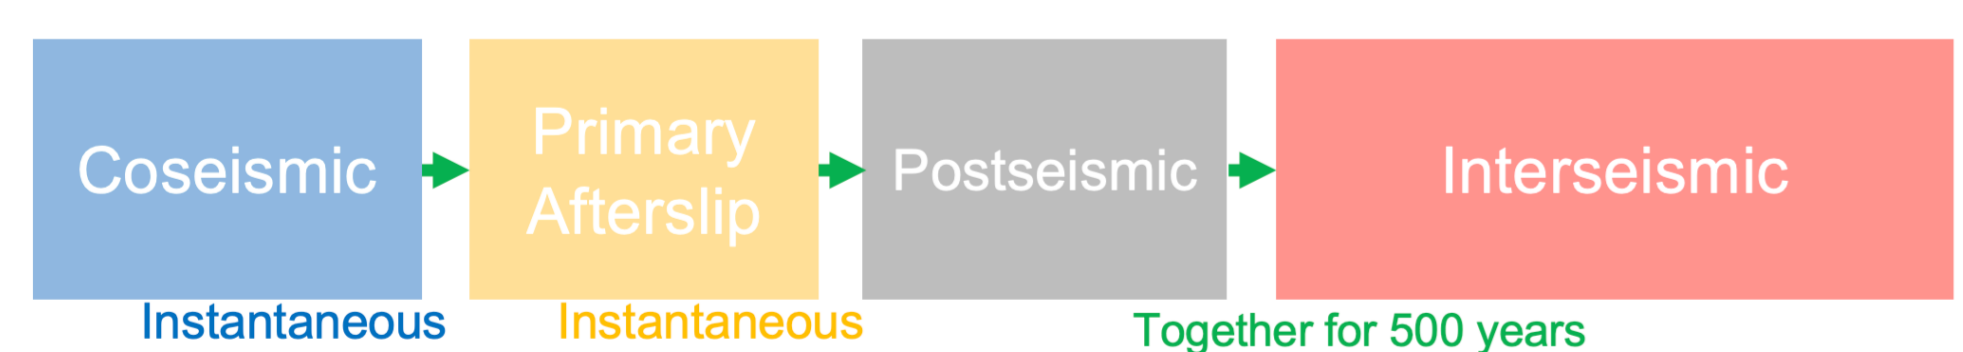 Coseismic
Primary
Afterslip
Postseismic
Interseismic
Instantaneous
Instantaneous
Together for 500 years